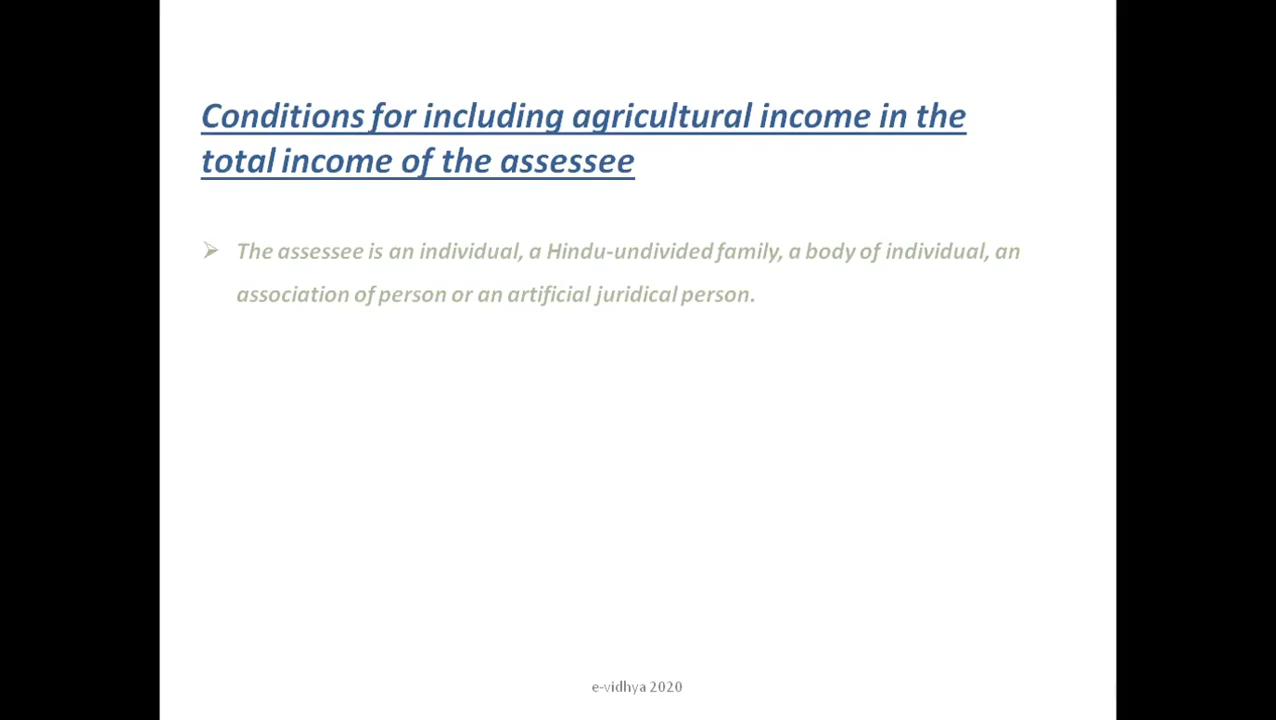 Conditions for including agricultural income in the
total income of the assessee
➢ The assessee is an individual, a Hindu-undivided family, a body of individual, an
association of person or an artificial juridical person.
e-vidhya 2020